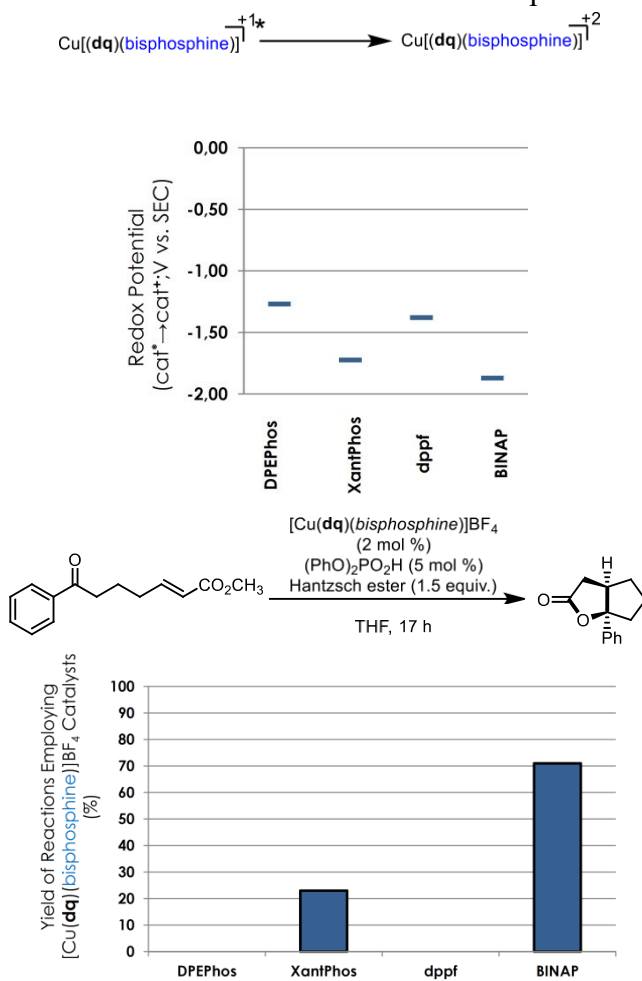 Cu[(dq)(bisphosphine)]⁺¹* Cu[(dq)(bisphosphine)]⁺²
Redox Potential
(cat*→cat⁺;V vs. SEC)
0,00
-0,50
-1,00
-1,50
-2,00
DPEPhos
XantPhos
dppf
BINAP
[Cu(dq)(bisphosphine)]BF₄
(2 mol %)
(PhO)₂PO₂H (5 mol %)
Hantzsch ester (1.5 equiv.)
THF, 17 h
O
CO₂CH₃
H
O
O
Ph
Yield of Reactions Employing
[Cu(dq)(bisphosphine)]BF₄ Catalysts
(%)
100
90
80
70
60
50
40
30
20
10
0
DPEPhos XantPhos dppf BINAP